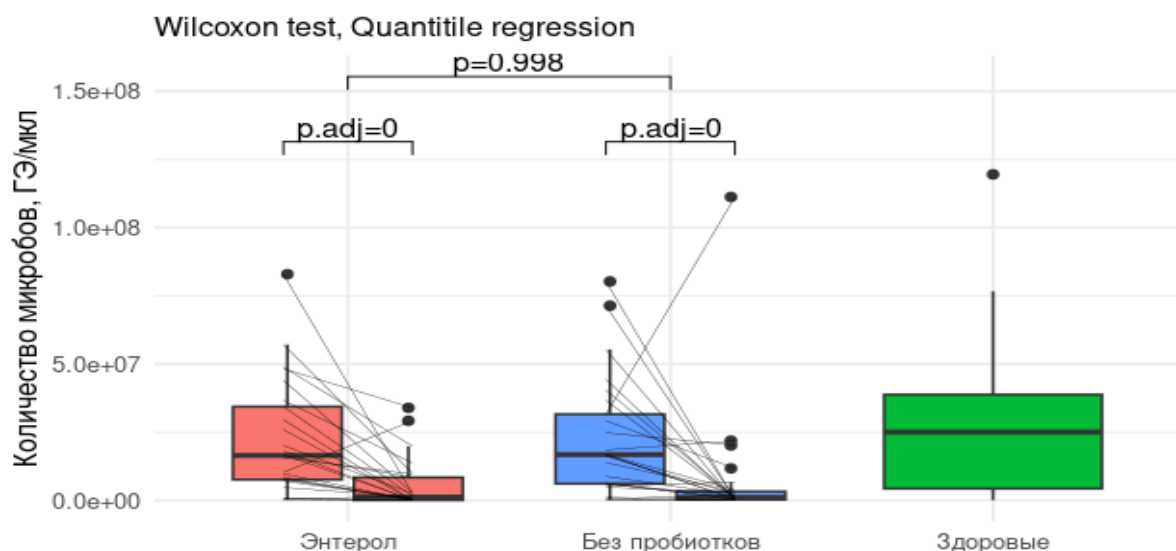 Wilcoxon test, Quantitile regression
p=0.998
1.5e+08
p.adj=0
p.adj=0
1.0e+08
5.0e+07
0.0e+00
Количество микробов, ГЭ/мкл
Энтерол
Без пробиотков
Здоровые